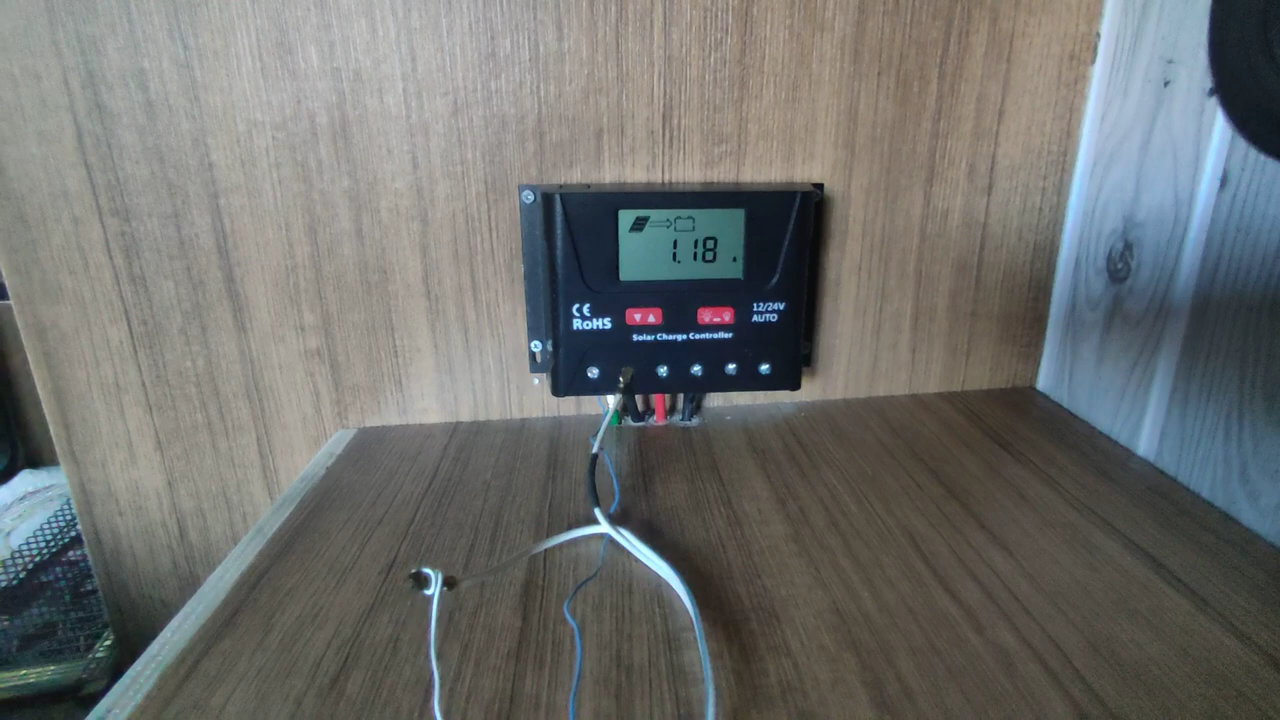 1.18
CE
RoHS
12/24V
AUTO
Solar Charge Controller